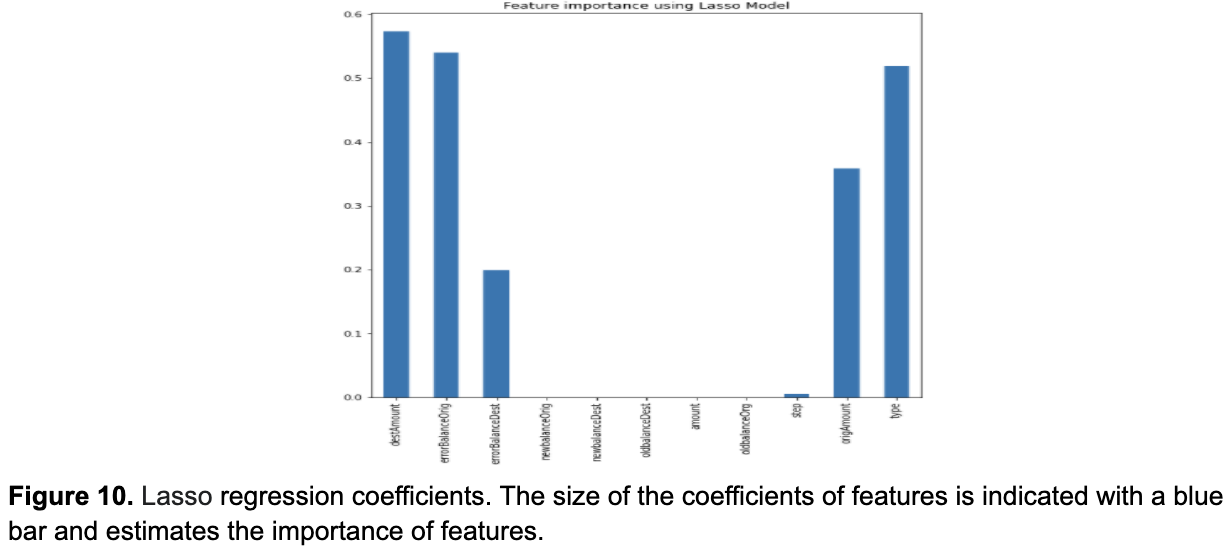 Feature importance using Lasso Model
0.6
0.5
0.4
0.3
0.2
0.1
0.0
destAmount
errorBalanceOrig
errorBalanceDest
newbalanceOrig
newbalanceDest
oldbalanceDest
amount
oldbalanceOrg
step
origAmount
type
Figure 10. Lasso regression coefficients. The size of the coefficients of features is indicated with a blue
bar and estimates the importance of features.